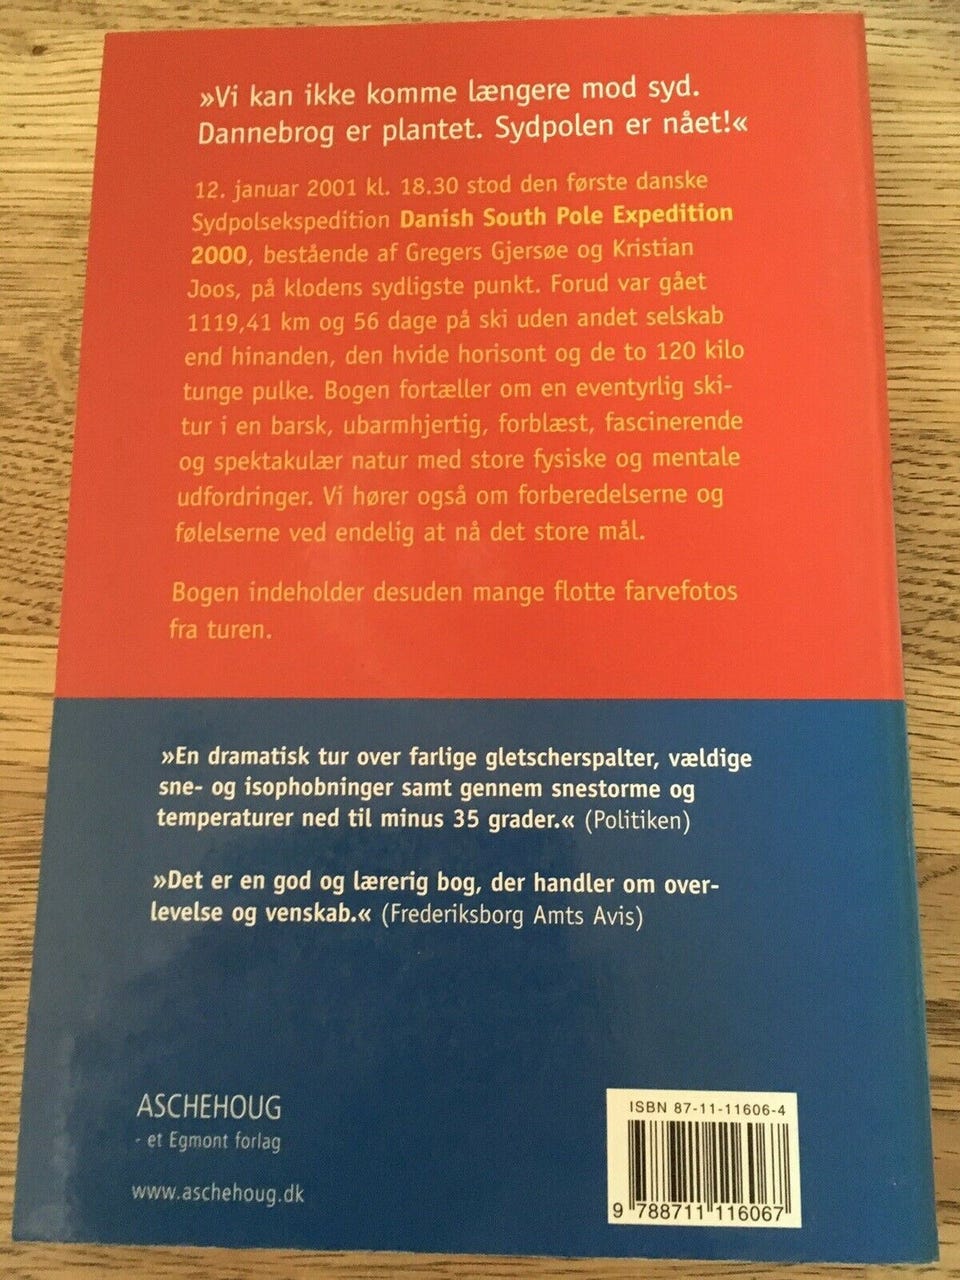 »Vi kan ikke komme længere mod syd.
Dannebrog er plantet. Sydpolen er nået!«
12. januar 2001 kl. 18.30 stod den første danske
Sydpolsekspedition Danish South Pole Expedition
2000, bestående af Gregers Gjersøe og Kristian
Joos, på klodens sydligste punkt. Forud var gået
1119,41 km og 56 dage på ski uden andet selskab
end hinanden, den hvide horisont og de to 120 kilo
tunge pulke. Bogen fortæller om en eventyrlig ski-
tur i en barsk, ubarmhjertig, forblæst, fascinerende
og spektakulær natur med store fysiske og mentale
udfordringer. Vi hører også om forberedelserne og
følelserne ved endelig at nå det store mål.
Bogen indeholder desuden mange flotte farvefotos
fra turen.
»En dramatisk tur over farlige gletscherspalter, vældige
sne- og isophobninger samt gennem snestorme og
temperaturer ned til minus 35 grader.« (Politiken)
»Det er en god og lærerig bog, der handler om over-
levelse og venskab.« (Frederiksborg Amts Avis)
ASCHEHOUG
- et Egmont forlag
www.aschehoug.dk
ISBN 87-11-11606-4
9 788711 116067